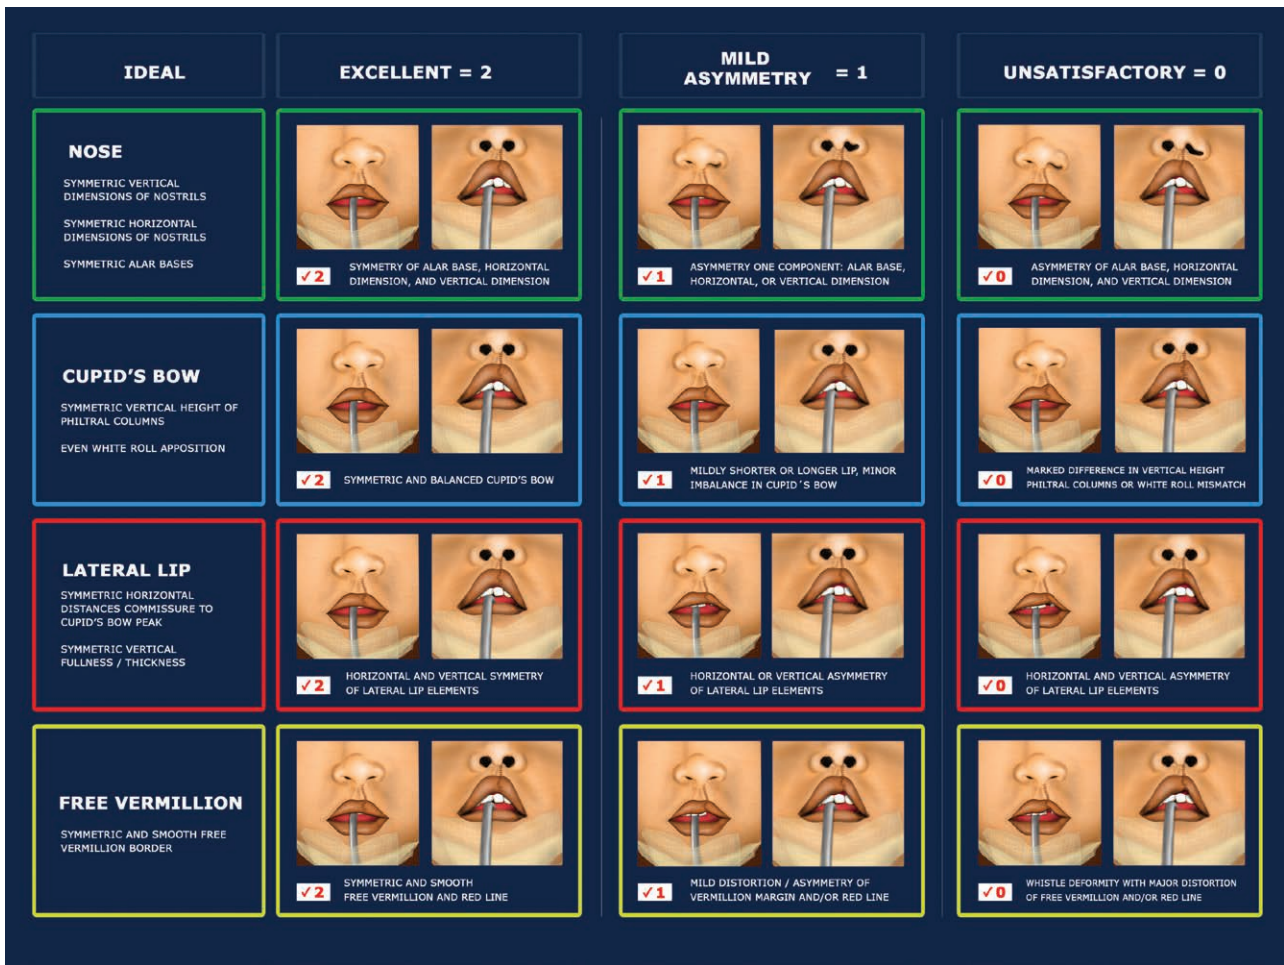 IDEAL
EXCELLENT = 2
MILD
ASYMMETRY = 1
UNSATISFACTORY = 0
NOSE
SYMMETRIC VERTICAL
DIMENSIONS OF NOSTRILS
SYMMETRIC HORIZONTAL
DIMENSIONS OF NOSTRILS
SYMMETRIC ALAR BASES
✓2
SYMMETRY OF ALAR BASE, HORIZONTAL
DIMENSION, AND VERTICAL DIMENSION
✓1
ASYMMETRY ONE COMPONENT: ALAR BASE,
HORIZONTAL, OR VERTICAL DIMENSION
✓0
ASYMMETRY OF ALAR BASE, HORIZONTAL
DIMENSION, AND VERTICAL DIMENSION
CUPID'S BOW
SYMMETRIC VERTICAL HEIGHT OF
PHILTRAL COLUMNS
EVEN WHITE ROLL APPOSITION
✓2
SYMMETRIC AND BALANCED CUPID'S BOW
✓1
MILDLY SHORTER OR LONGER LIP, MINOR
IMBALANCE IN CUPID´S BOW
✓0
MARKED DIFFERENCE IN VERTICAL HEIGHT
PHILTRAL COLUMNS OR WHITE ROLL MISMATCH
LATERAL LIP
SYMMETRIC HORIZONTAL
DISTANCES COMMISSURE TO
CUPID'S BOW PEAK
SYMMETRIC VERTICAL
FULLNESS / THICKNESS
✓2
HORIZONTAL AND VERTICAL SYMMETRY
OF LATERAL LIP ELEMENTS
✓1
HORIZONTAL OR VERTICAL ASYMMETRY
OF LATERAL LIP ELEMENTS
✓0
HORIZONTAL AND VERTICAL ASYMMETRY
OF LATERAL LIP ELEMENTS
FREE VERMILLION
SYMMETRIC AND SMOOTH FREE
VERMILLION BORDER
✓2
SYMMETRIC AND SMOOTH
FREE VERMILLION AND RED LINE
✓1
MILD DISTORTION / ASYMMETRY OF
VERMILLION MARGIN AND/OR RED LINE
✓0
WHISTLE DEFORMITY WITH MAJOR DISTORTION
OF FREE VERMILLION AND/OR RED LINE